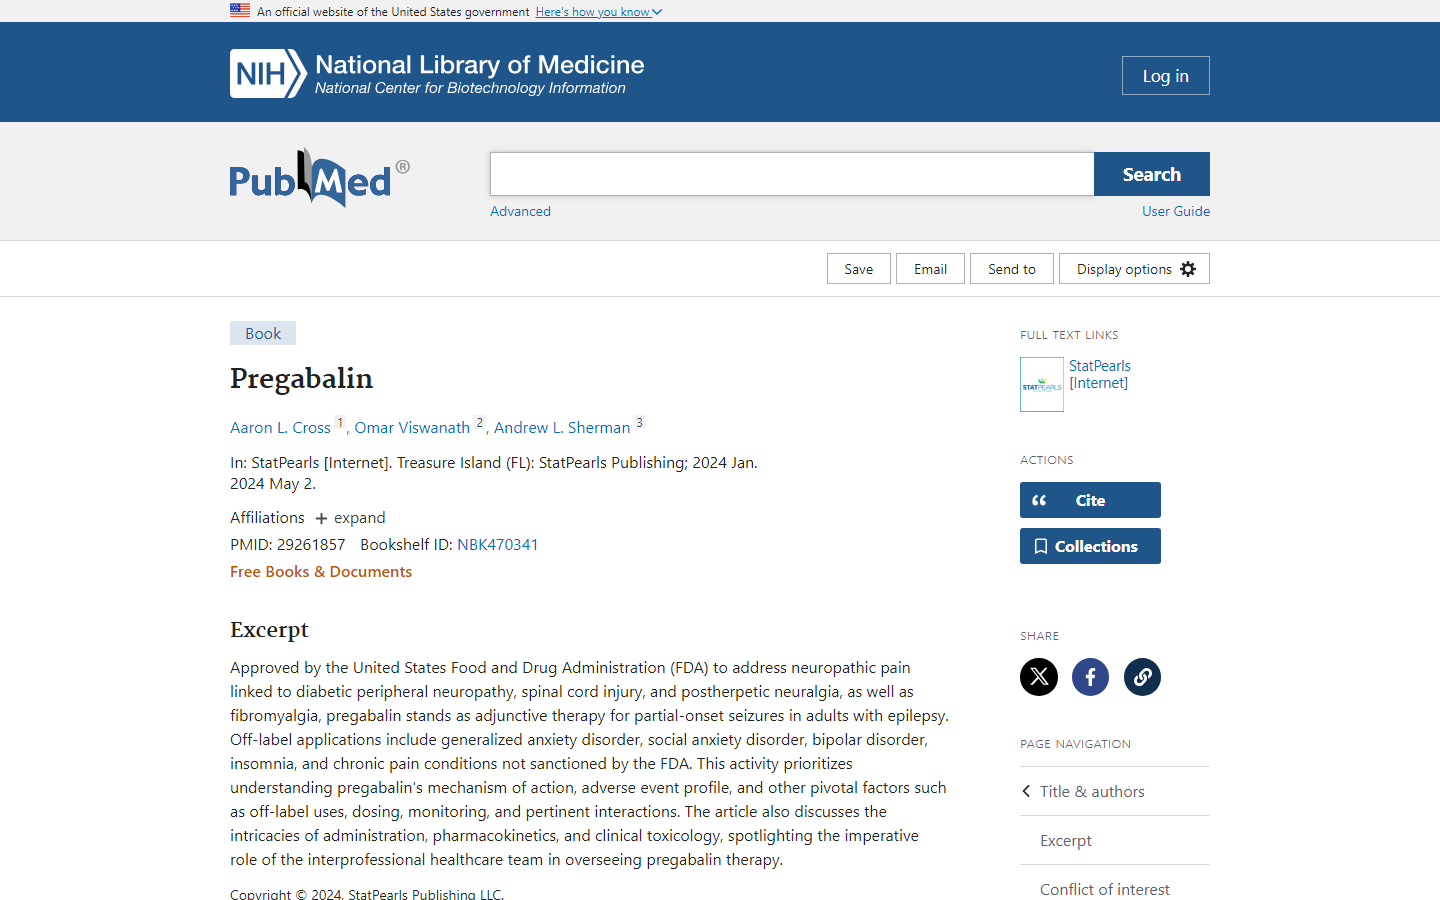 An official website of the United States government Here's how you know
NIH National Library of Medicine
National Center for Biotechnology Information
Log in
PubMed®
Search
Advanced
User Guide
Save
Email
Send to
Display options
Book
Pregabalin
Aaron L. Cross 1, Omar Viswanath 2, Andrew L. Sherman 3
In: StatPearls [Internet]. Treasure Island (FL): StatPearls Publishing; 2024 Jan.
2024 May 2.
Affiliations + expand
PMID: 29261857 Bookshelf ID: NBK470341
Free Books & Documents
Excerpt
Approved by the United States Food and Drug Administration (FDA) to address neuropathic pain
linked to diabetic peripheral neuropathy, spinal cord injury, and postherpetic neuralgia, as well as
fibromyalgia, pregabalin stands as adjunctive therapy for partial-onset seizures in adults with epilepsy.
Off-label applications include generalized anxiety disorder, social anxiety disorder, bipolar disorder,
insomnia, and chronic pain conditions not sanctioned by the FDA. This activity prioritizes
understanding pregabalin's mechanism of action, adverse event profile, and other pivotal factors such
as off-label uses, dosing, monitoring, and pertinent interactions. The article also discusses the
intricacies of administration, pharmacokinetics, and clinical toxicology, spotlighting the imperative
role of the interprofessional healthcare team in overseeing pregabalin therapy.
Copyright © 2024, StatPearls Publishing LLC.
FULL TEXT LINKS
STATPEARLS
StatPearls
[Internet]
ACTIONS
Cite
Collections
SHARE
PAGE NAVIGATION
Title & authors
Excerpt
Conflict of interest